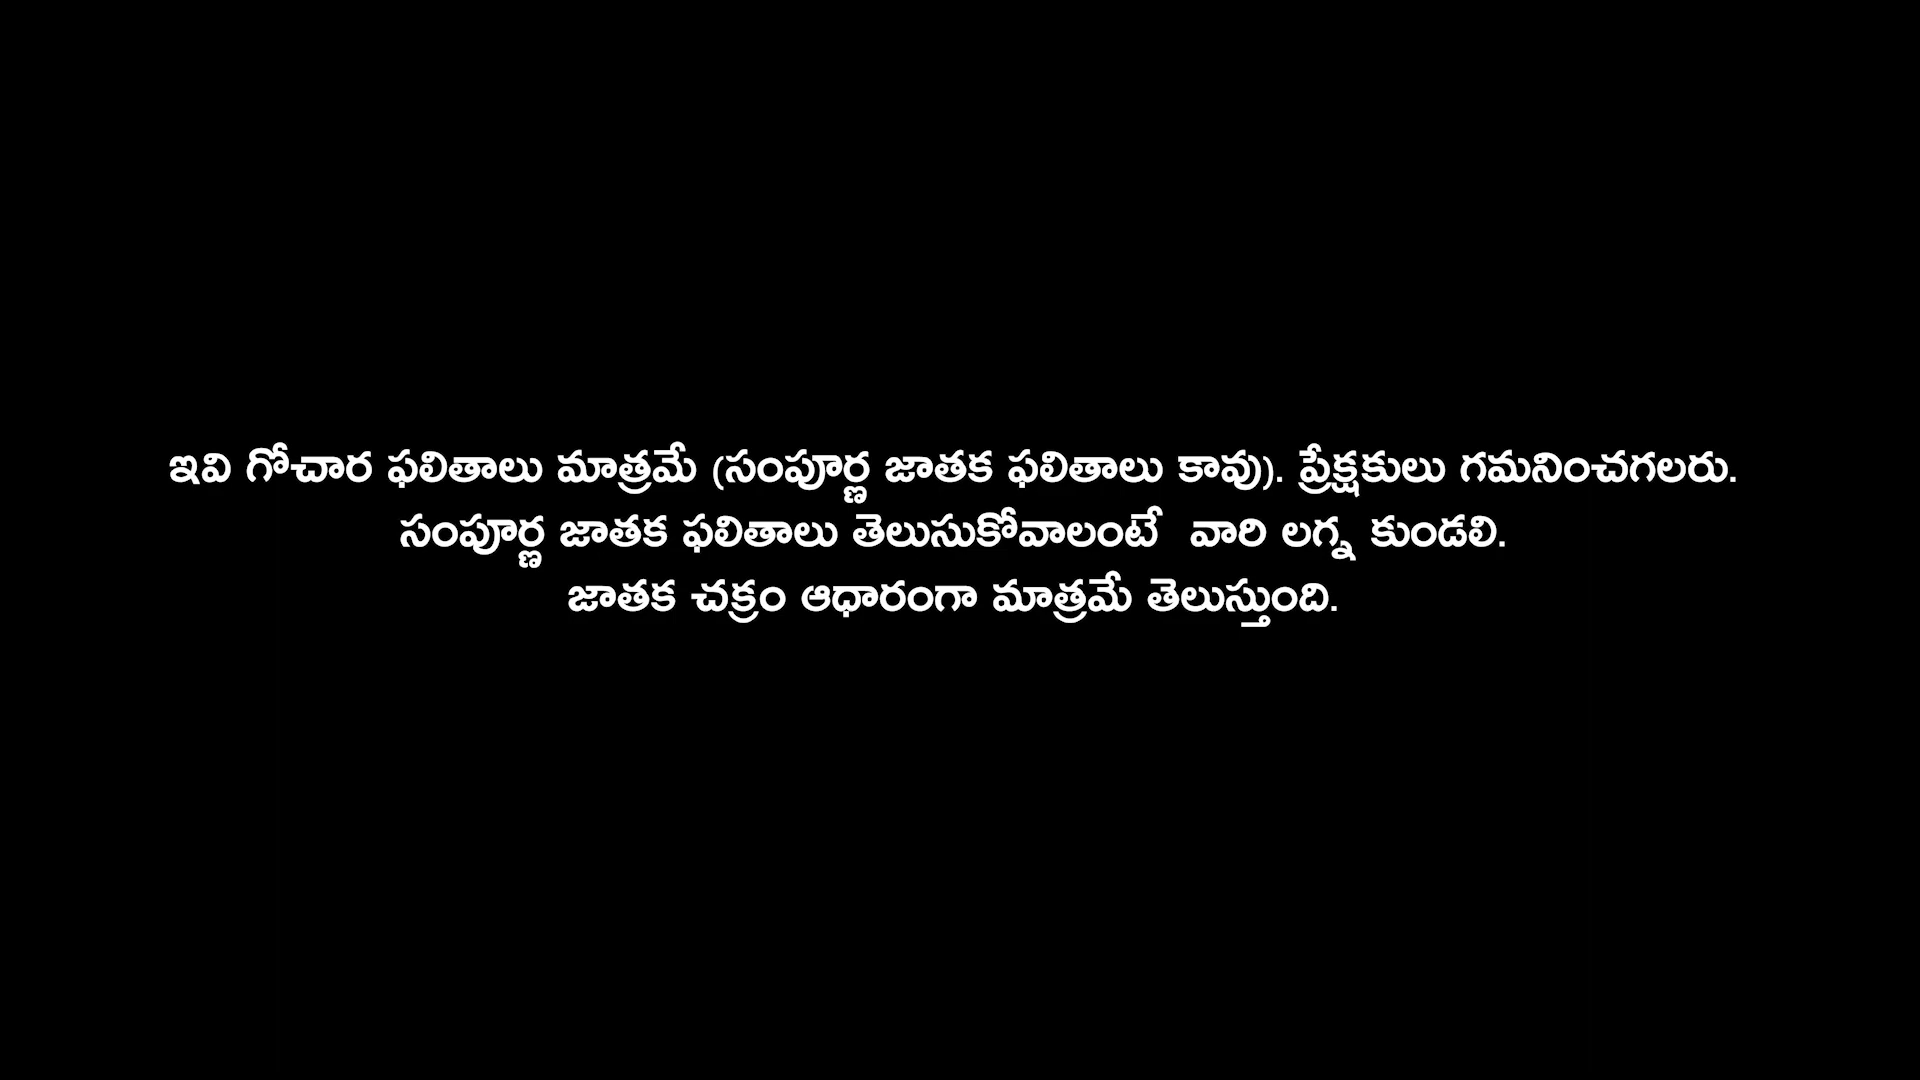 ఇవి గోచార ఫలితాలు మాత్రమే (సంపూర్ణ జాతక ఫలితాలు కావు). ప్రేక్షకులు గమనించగలరు.
సంపూర్ణ జాతక ఫలితాలు తెలుసుకోవాలంటే వారి లగ్న కుండలి.
జాతక చక్రం ఆధారంగా మాత్రమే తెలుస్తుంది.